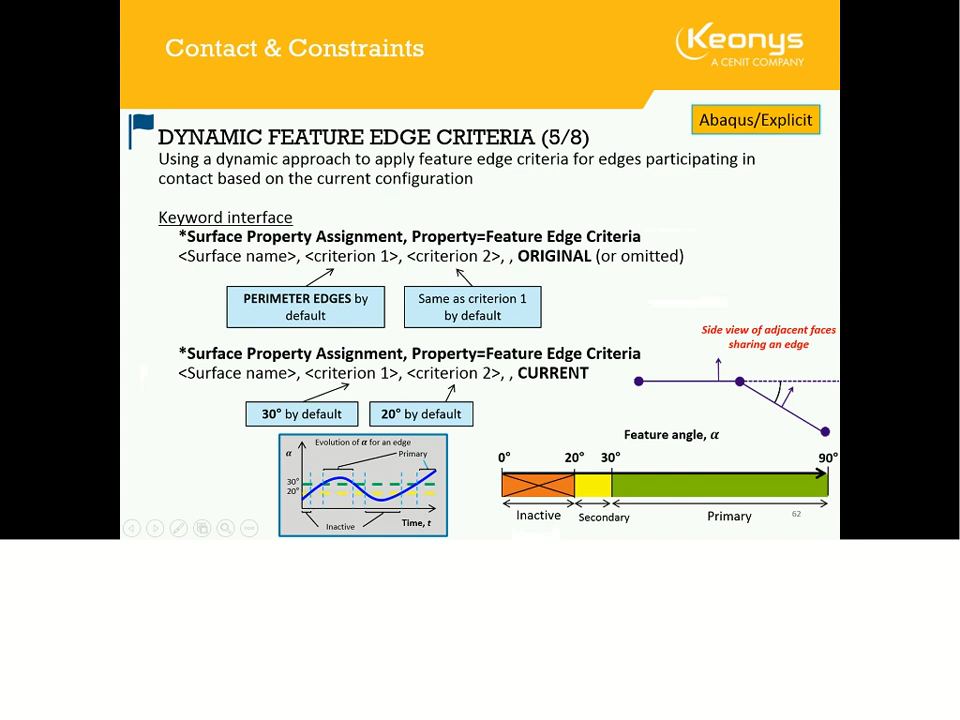 Contact & Constraints
Keonys
A CENIT COMPANY
Abaqus/Explicit
DYNAMIC FEATURE EDGE CRITERIA (5/8)
Using a dynamic approach to apply feature edge criteria for edges participating in
contact based on the current configuration
Keyword interface
*Surface Property Assignment, Property=Feature Edge Criteria
<Surface name>, <criterion 1>, <criterion 2>, , ORIGINAL (or omitted)
PERIMETER EDGES by
default
Same as criterion 1
by default
*Surface Property Assignment, Property=Feature Edge Criteria
<Surface name>, <criterion 1>, <criterion 2>, , CURRENT
30° by default
20° by default
Side view of adjacent faces
sharing an edge
Evolution of α for an edge
α
Primary
30°
20°
Inactive
Time, t
Feature angle, α
0° 20° 30° 90°
Inactive Secondary Primary
62